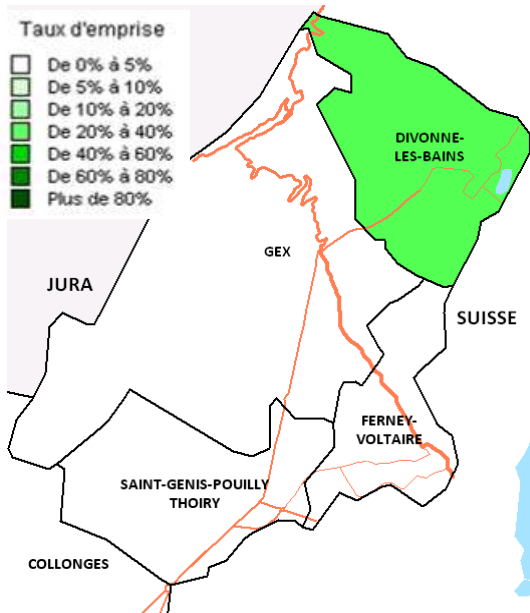 Taux d'emprise
De 0% à 5%
De 5% à 10%
De 10% à 20%
De 20% à 40%
De 40% à 60%
De 60% à 80%
Plus de 80%
DIVONNE-
LES-BAINS
GEX
JURA
SUISSE
FERNEY-
VOLTAIRE
SAINT-GENIS-POUILLY
THOIRY
COLLONGES